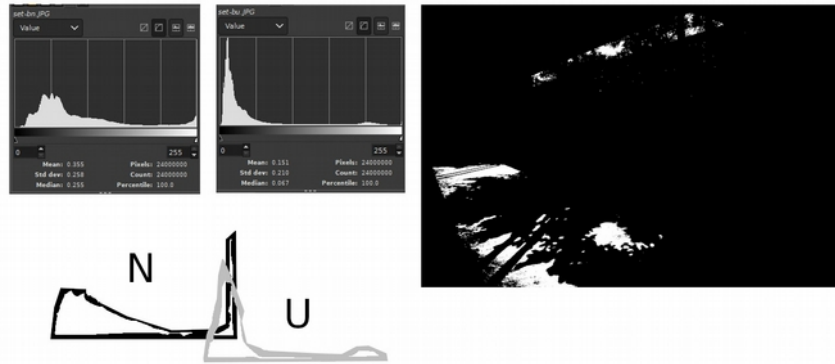 set-bn.JPG
Value
0
255
Mean: 0.355 Pixels: 24000000
Std dev: 0.258 Count: 24000000
Median: 0.255 Percentile: 100.0
set-bu.JPG
Value
0
255
Mean: 0.151 Pixels: 24000000
Std dev: 0.210 Count: 24000000
Median: 0.067 Percentile: 100.0
N
U